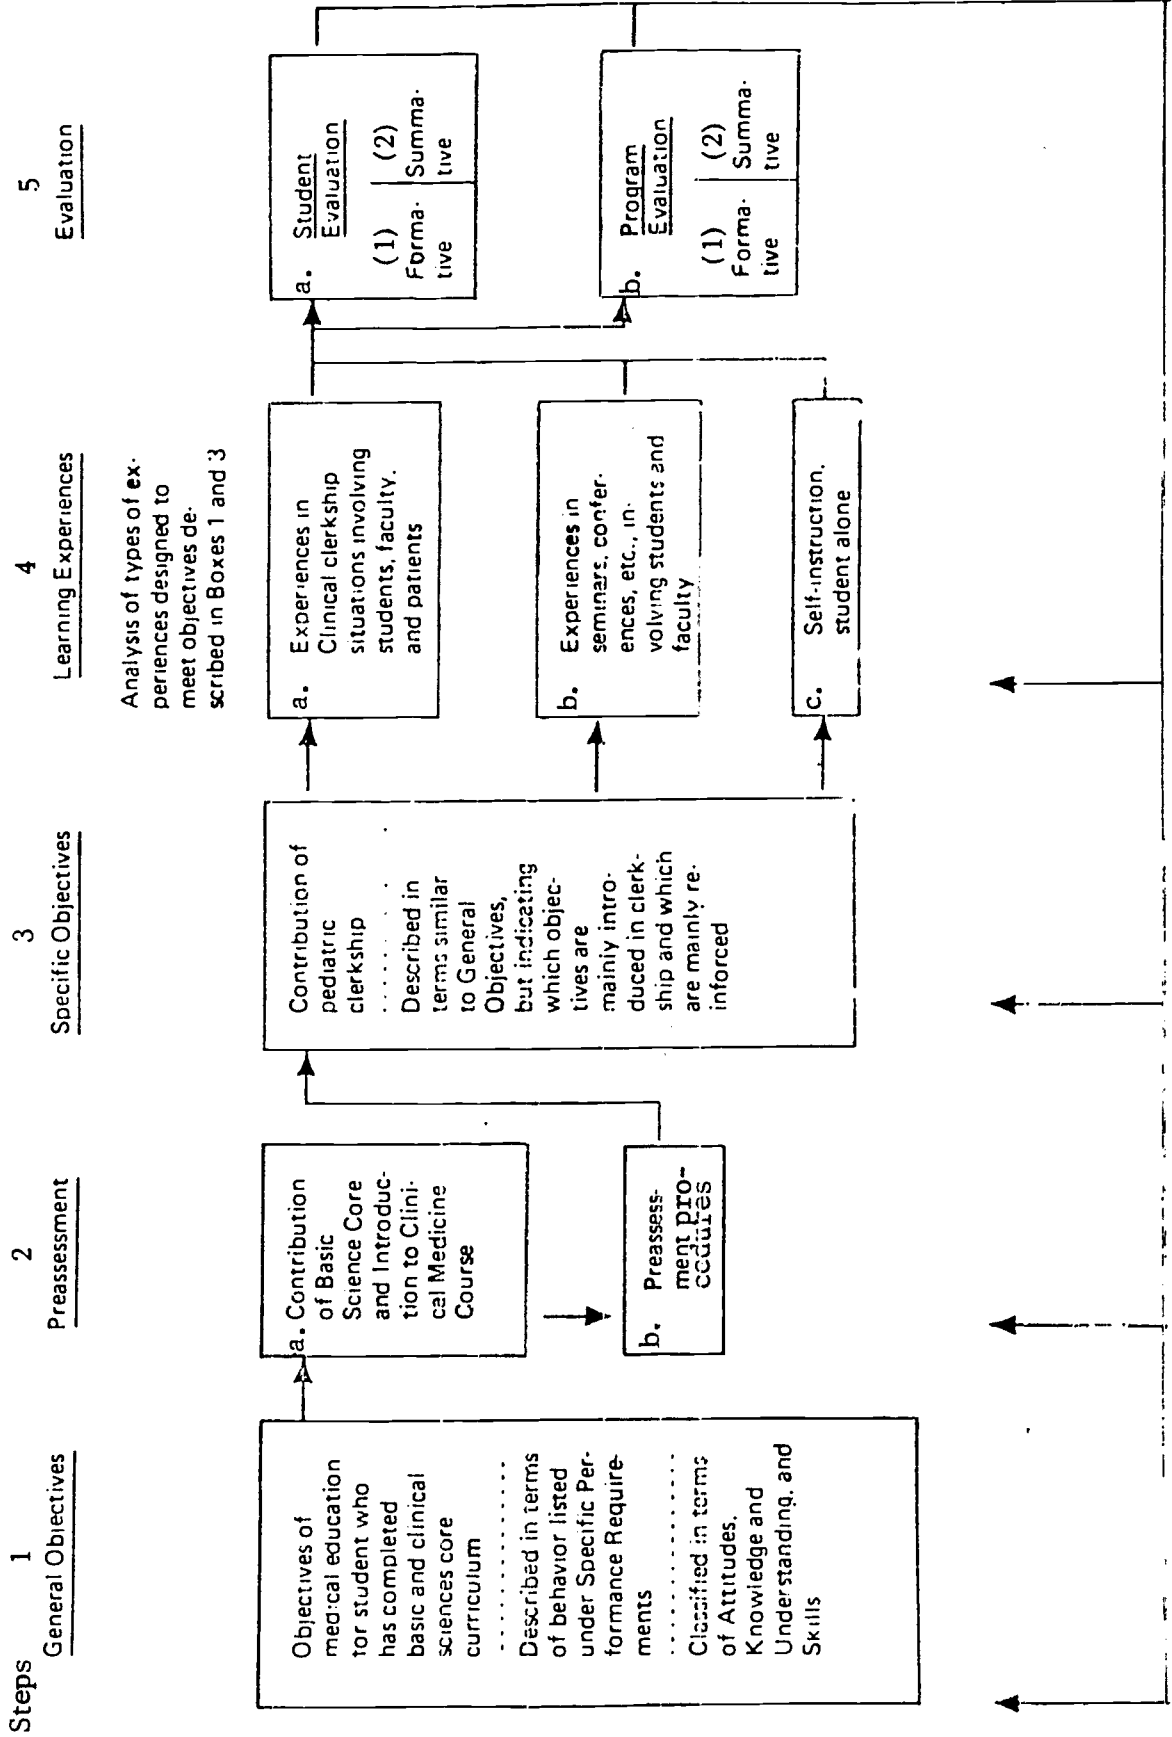 Steps
1
General Objectives
Objectives of
medical education
for student who
has completed
basic and clinical
sciences core
curriculum
Described in terms
of behavior listed
under Specific Per-
formance Require-
ments
Classified in terms
of Attitudes,
Knowledge and
Understanding, and
Skills
2
Preassessment
a. Contribution
of Basic
Science Core
and Introduc-
tion to Clini-
cal Medicine
Course
b. Preassess-
ment pro-
cedures
3
Specific Objectives
Contribution of
pediatric
clerkship
Described in
terms similar
to General
Objectives,
but indicating
which objec-
tives are
mainly intro-
duced in clerk-
ship and which
are mainly re-
inforced
4
Learning Experiences
Analysis of types of ex-
periences designed to
meet objectives de-
scribed in Boxes 1 and 3
a. Experiences in
Clinical clerkship
situations involving
students, faculty,
and patients
b. Experiences in
seminars, confer-
ences, etc., in-
volving students and
faculty
c. Self-instruction,
student alone
5
Evaluation
a. Student
Evaluation
(1) (2)
Forma- Summa-
tive tive
b. Program
Evaluation
(1) (2)
Forma- Summa-
tive tive